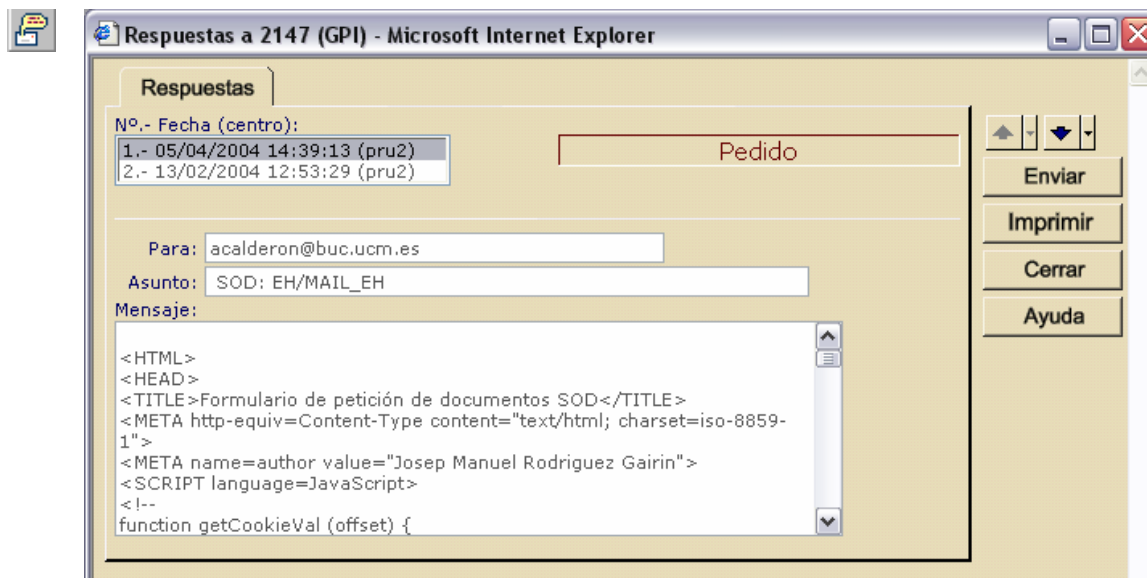 Respuestas a 2147 (GPI) - Microsoft Internet Explorer
Respuestas
Nº.- Fecha (centro):
1.- 05/04/2004 14:39:13 (pru2)
2.- 13/02/2004 12:53:29 (pru2)
Pedido
Para: acalderon@buc.ucm.es
Asunto: SOD: EH/MAIL_EH
Mensaje:
<HTML>
<HEAD>
<TITLE>Formulario de petición de documentos SOD</TITLE>
<META http-equiv=Content-Type content="text/html; charset=iso-8859-
1">
<META name=author value="Josep Manuel Rodriguez Gairin">
<SCRIPT language=JavaScript>
<!--
function getCookieVal (offset) {
Enviar
Imprimir
Cerrar
Ayuda